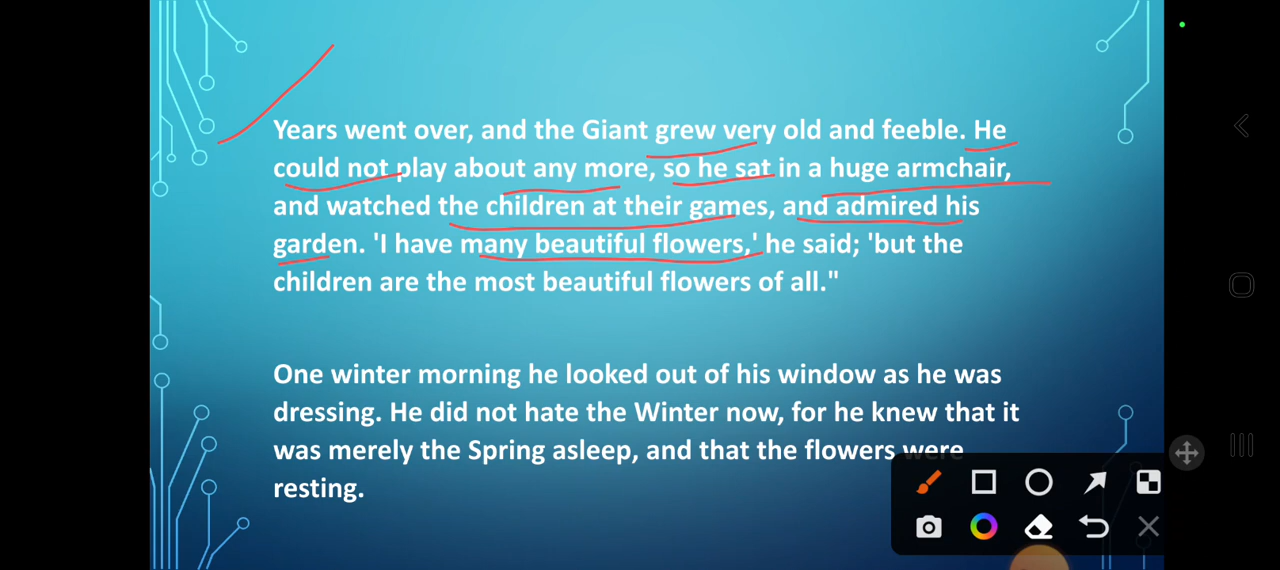 Years went over, and the Giant grew very old and feeble. He
could not play about any more, so he sat in a huge armchair,
and watched the children at their games, and admired his
garden. 'I have many beautiful flowers,' he said; 'but the
children are the most beautiful flowers of all."
One winter morning he looked out of his window as he was
dressing. He did not hate the Winter now, for he knew that it
was merely the Spring asleep, and that the flowers were
resting.